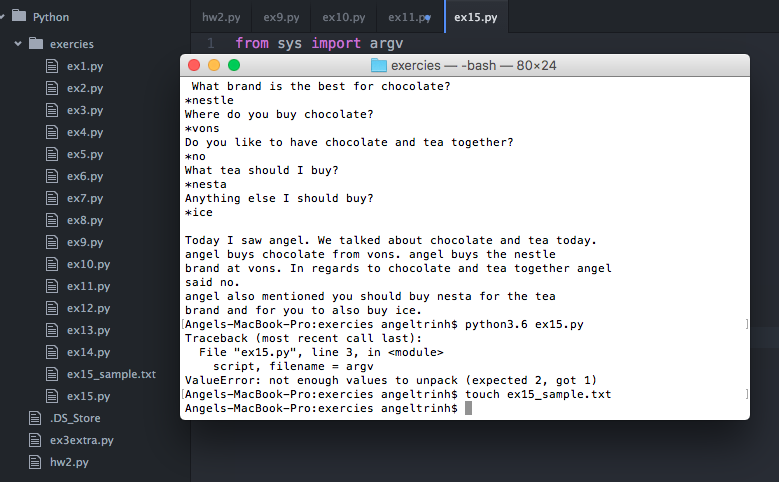 Python
exercies
ex1.py
ex2.py
ex3.py
ex4.py
ex5.py
ex6.py
ex7.py
ex8.py
ex9.py
ex10.py
ex11.py
ex12.py
ex13.py
ex14.py
ex15_sample.txt
ex15.py
.DS_Store
ex3extra.py
hw2.py
hw2.py ex9.py ex10.py ex11.py ex15.py
1 from sys import argv
exercies — -bash — 80×24
What brand is the best for chocolate?
*nestle
Where do you buy chocolate?
*vons
Do you like to have chocolate and tea together?
*no
What tea should I buy?
*nesta
Anything else I should buy?
*ice
Today I saw angel. We talked about chocolate and tea today.
angel buys chocolate from vons. angel buys the nestle
brand at vons. In regards to chocolate and tea together angel
said no.
angel also mentioned you should buy nesta for the tea
brand and for you to also buy ice.
[Angels-MacBook-Pro:exercies angeltrinh$ python3.6 ex15.py ]
Traceback (most recent call last):
File "ex15.py", line 3, in <module>
script, filename = argv
ValueError: not enough values to unpack (expected 2, got 1)
[Angels-MacBook-Pro:exercies angeltrinh$ touch ex15_sample.txt ]
Angels-MacBook-Pro:exercies angeltrinh$